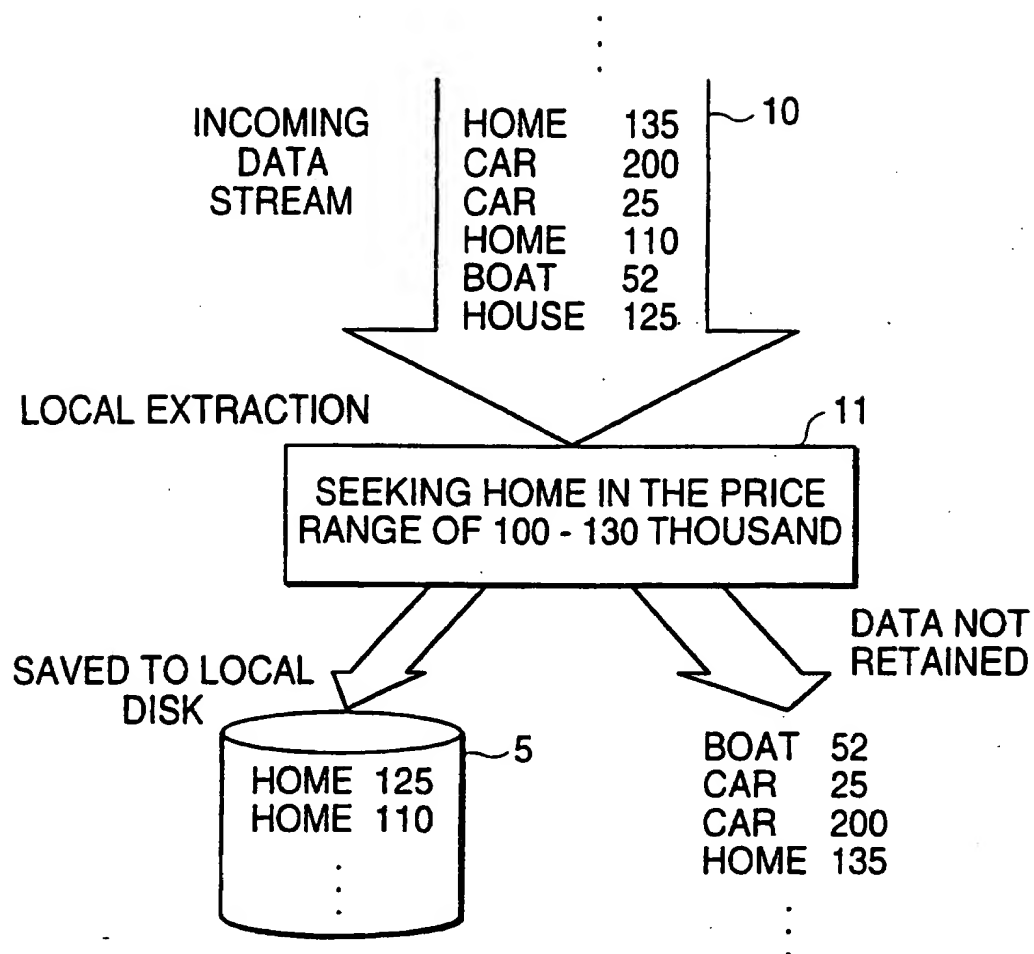 INCOMING
DATA
STREAM
HOME 135
CAR 200
CAR 25
HOME 110
BOAT 52
HOUSE 125
10
LOCAL EXTRACTION
11
SEEKING HOME IN THE PRICE
RANGE OF 100 - 130 THOUSAND
DATA NOT
RETAINED
SAVED TO LOCAL
DISK
5
HOME 125
HOME 110
BOAT 52
CAR 25
CAR 200
HOME 135